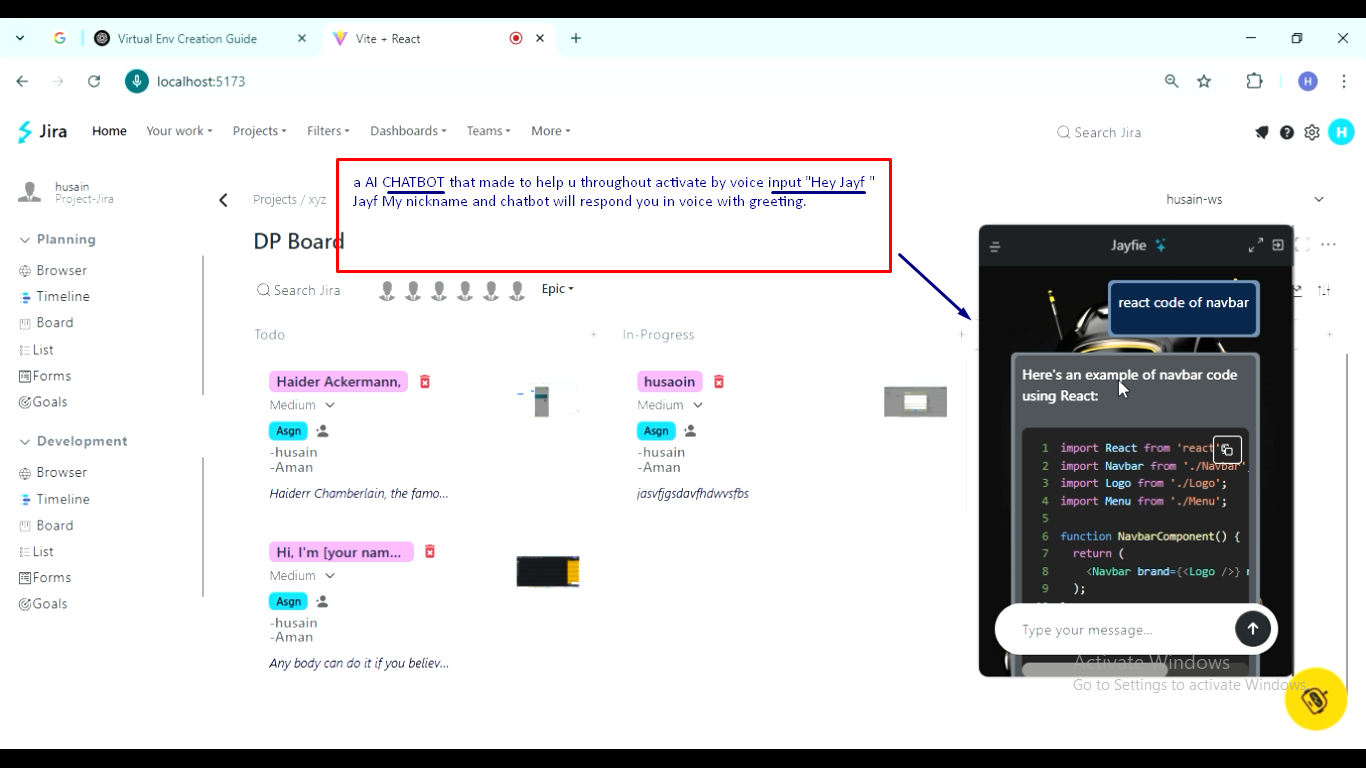 Virtual Env Creation Guide
Vite + React
localhost:5173
H
Jira
Home
Your work
Projects
Filters
Dashboards
Teams
More
Search Jira
H
husain
Project-Jira
Projects / xyz
a AI CHATBOT that made to help u throughout activate by voice input "Hey Jayf "
Jayf My nickname and chatbot will respond you in voice with greeting.
husain-ws
DP Board
Search Jira
Epic
Planning
Browser
Timeline
Board
List
Forms
Goals
Development
Browser
Timeline
Board
List
Forms
Goals
Todo
+
Haider Ackermann,
Medium
Asgn
-husain
-Aman
Haiderr Chamberlain, the famo...
Hi, I'm [your nam...
Medium
Asgn
-husain
-Aman
Any body can do it if you believ...
In-Progress
+
husaoin
Medium
Asgn
-husain
-Aman
jasvfjgsdavfhdwvsfbs
+
Jayfie
react code of navbar
Here's an example of navbar code
using React:
1 import React from 'react'
2 import Navbar from './Navbar'
3 import Logo from './Logo';
4 import Menu from './Menu';
5
6 function NavbarComponent() {
7 return (
8 <Navbar brand={<Logo />}
9 );
Type your message...
Activate Windows
Go to Settings to activate Windows.